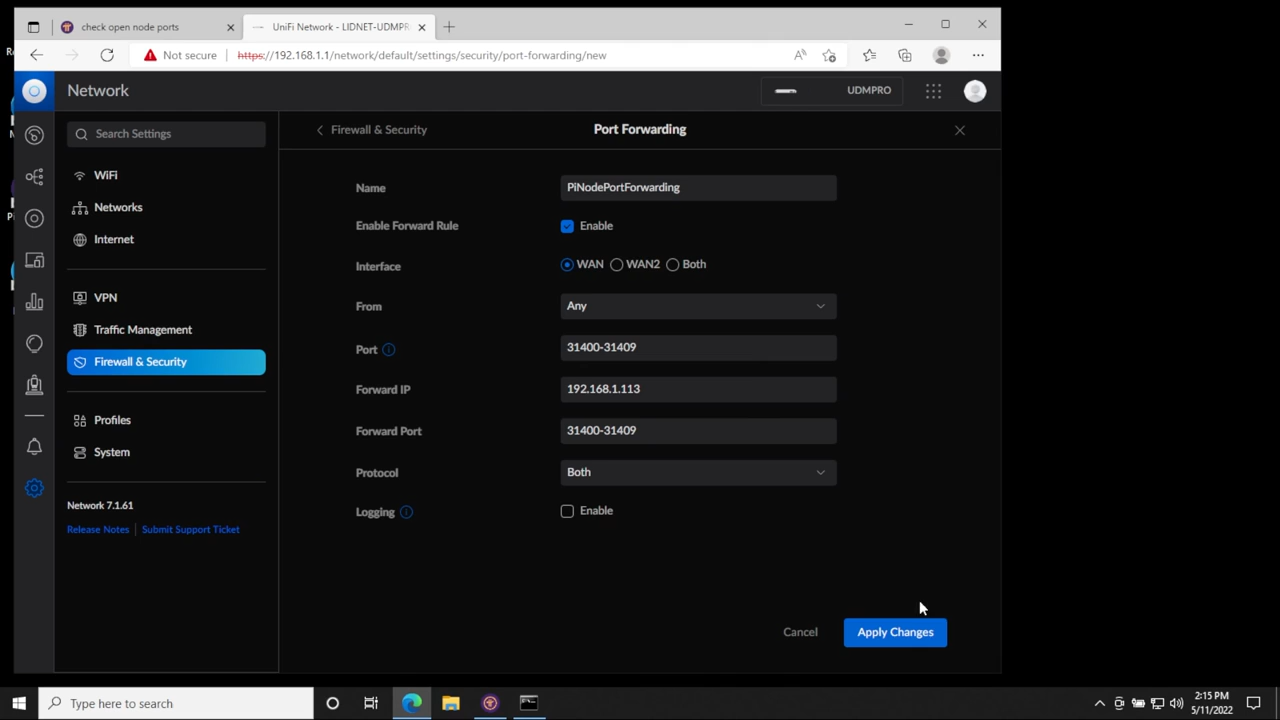 check open node ports
UniFi Network - LIDNET-UDMPR
Not secure
https://192.168.1.1/network/default/settings/security/port-forwarding/new
Network
UDMPRO
Search Settings
Firewall & Security
Port Forwarding
WiFi
Networks
Internet
VPN
Traffic Management
Firewall & Security
Profiles
System
Network 7.1.61
Release Notes
Submit Support Ticket
Name
PiNodePortForwarding
Enable Forward Rule
Enable
Interface
WAN
WAN2
Both
From
Any
Port
31400-31409
Forward IP
192.168.1.113
Forward Port
31400-31409
Protocol
Both
Logging
Enable
Cancel
Apply Changes
Type here to search
2:15 PM
5/11/2022